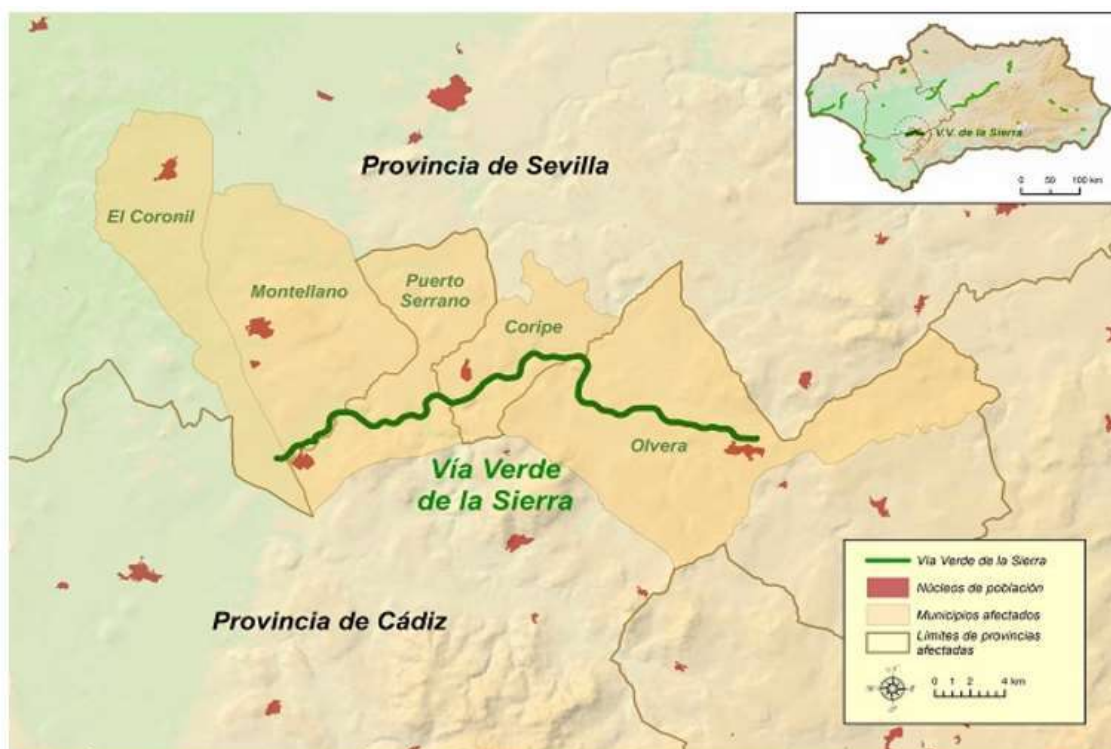 Provincia de Sevilla
V.V. de la Sierra
0 50 100 km
El Coronil
Montellano
Puerto
Serrano
Coripe
Olvera
Vía Verde
de la Sierra
Provincia de Cádiz
Vía Verde de la Sierra
Núcleos de población
Municipios afectados
Límites de provincias
afectadas
0 1 2 4 km